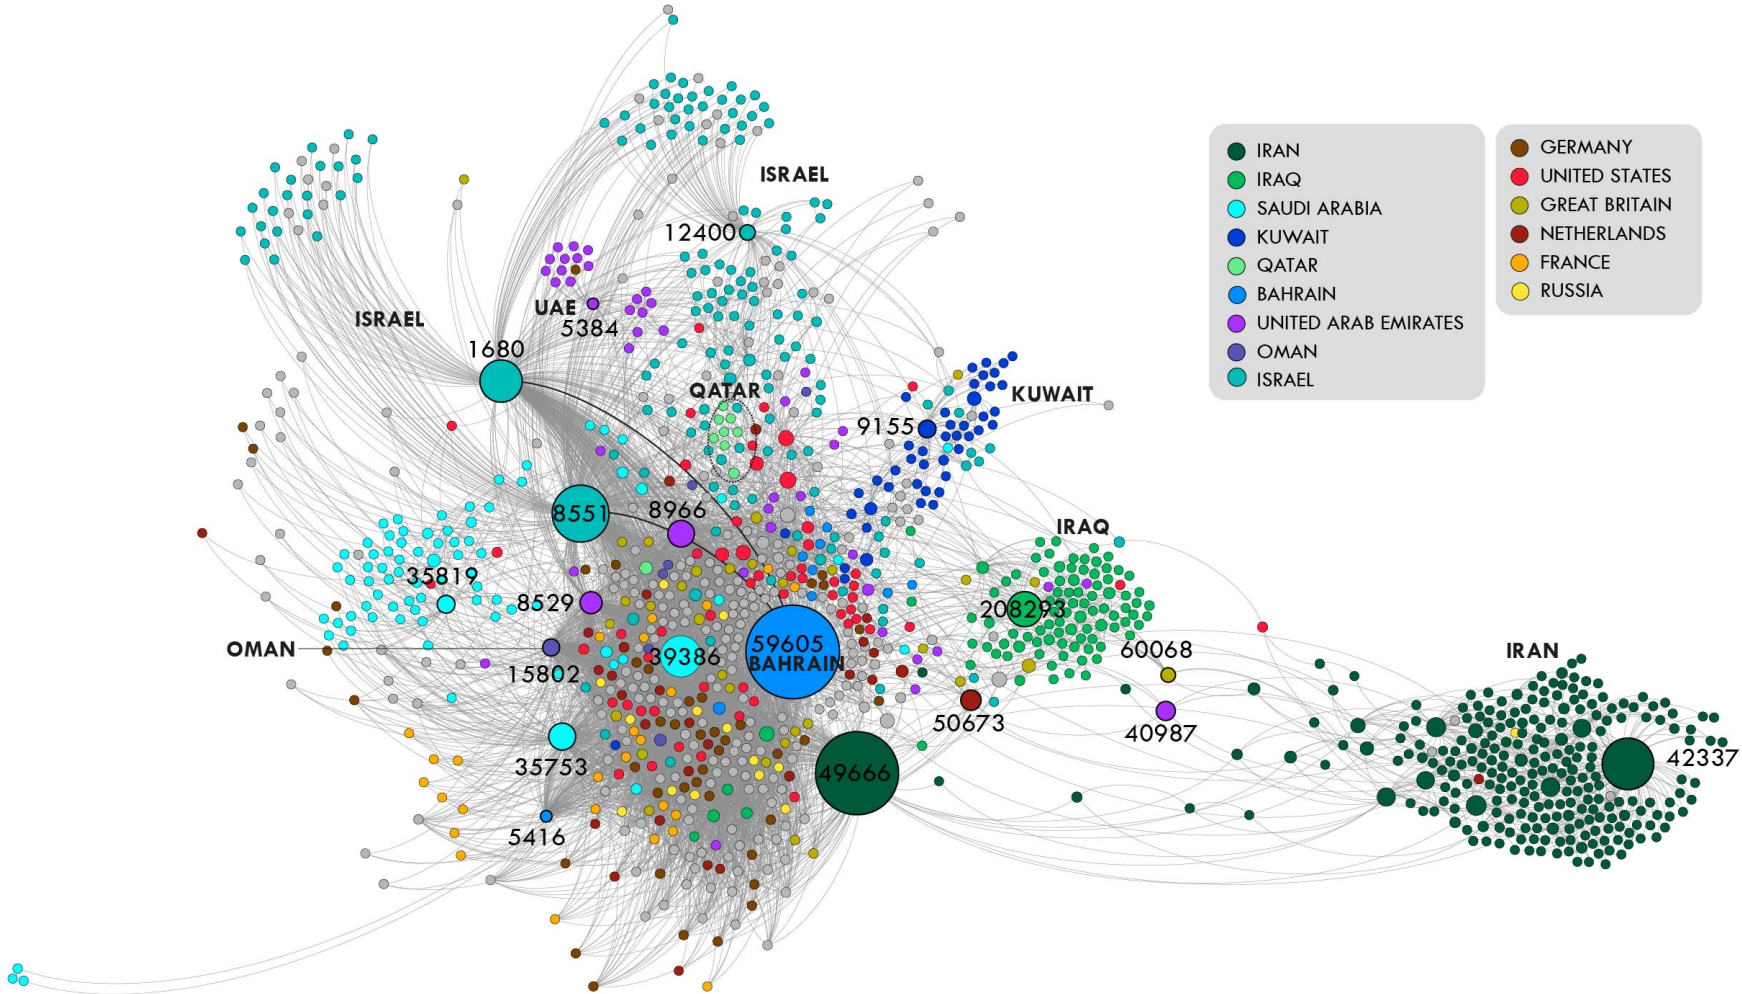 ISRAEL
12400
UAE
5384
ISRAEL
1680
QATAR
KUWAIT
9155
8551
8966
IRAQ
35819
8529
208293
OMAN
39386
59605
BAHRAIN
15802
60068
IRAN
50673
40987
35753
49666
42337
5416
IRAN
IRAQ
SAUDI ARABIA
KUWAIT
QATAR
BAHRAIN
UNITED ARAB EMIRATES
OMAN
ISRAEL
GERMANY
UNITED STATES
GREAT BRITAIN
NETHERLANDS
FRANCE
RUSSIA